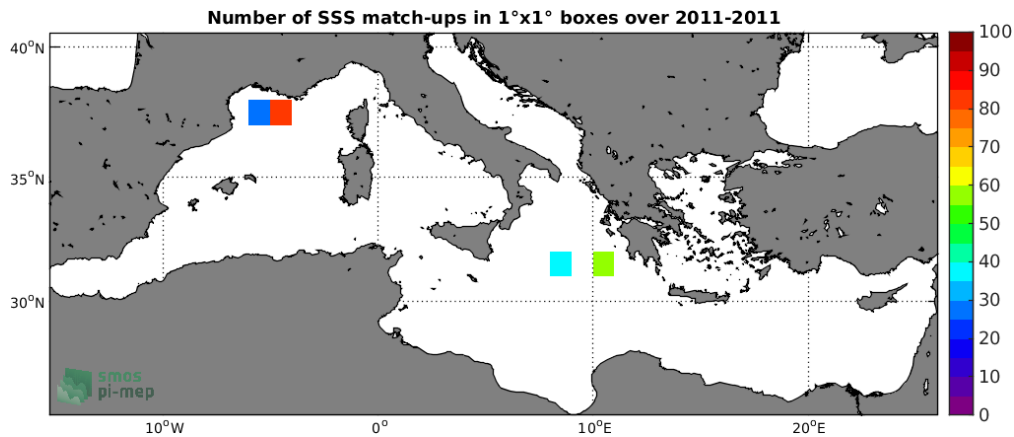 Number of SSS match-ups in 1°x1° boxes over 2011-2011
40°N
35°N
30°N
10°W
0°
10°E
20°E
100
90
80
70
60
50
40
30
20
10
0
smos
pi-mep